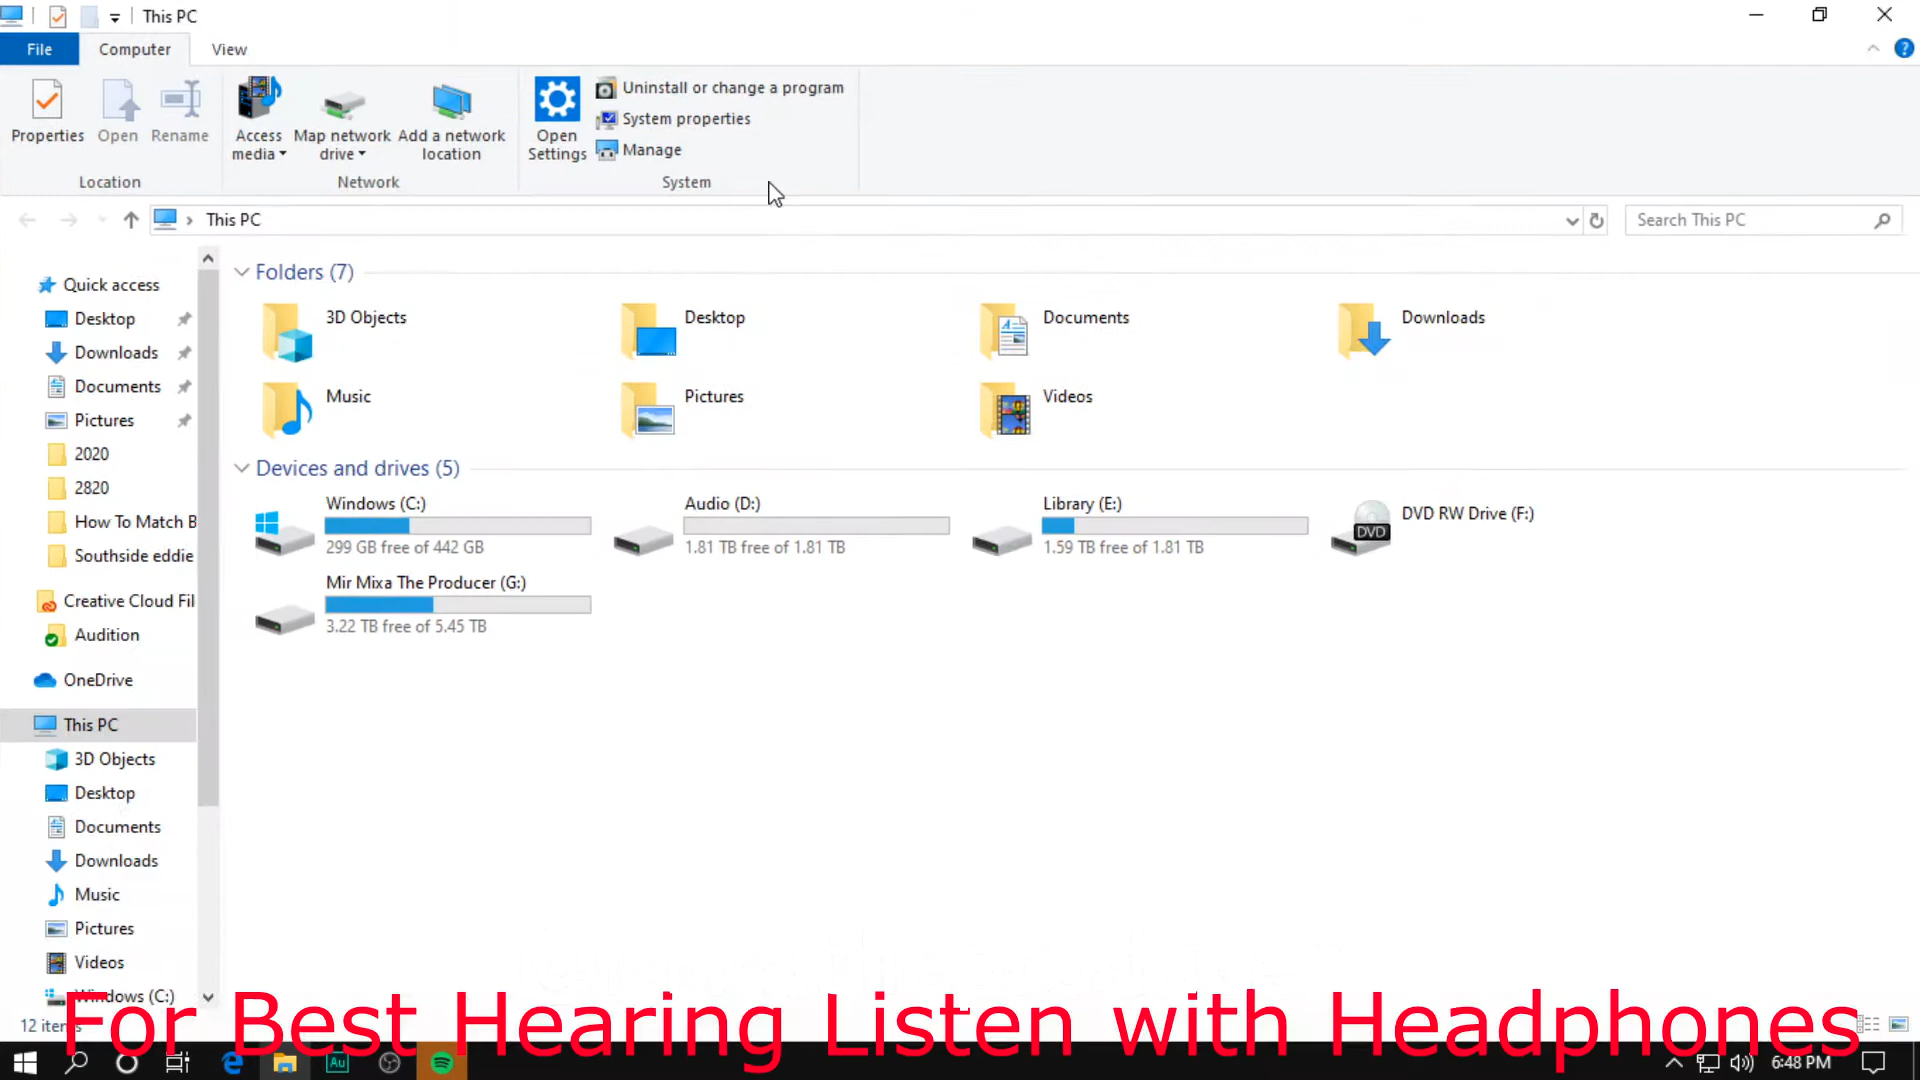 This PC
File
Computer
View
Properties
Open
Rename
Access media
Map network drive
Add a network location
Open Settings
Uninstall or change a program
System properties
Manage
Location
Network
System
This PC
Search This PC
Quick access
Desktop
Downloads
Documents
Pictures
2020
2820
How To Match B
Southside eddie
Creative Cloud Fil
Audition
OneDrive
This PC
3D Objects
Desktop
Documents
Downloads
Music
Pictures
Videos
Windows (C:)
Folders (7)
3D Objects
Desktop
Documents
Downloads
Music
Pictures
Videos
Devices and drives (5)
Windows (C:)
299 GB free of 442 GB
Audio (D:)
1.81 TB free of 1.81 TB
Library (E:)
1.59 TB free of 1.81 TB
DVD
DVD RW Drive (F:)
Mir Mixa The Producer (G:)
3.22 TB free of 5.45 TB
12 items
For Best Hearing Listen with Headphones
Au
6:48 PM